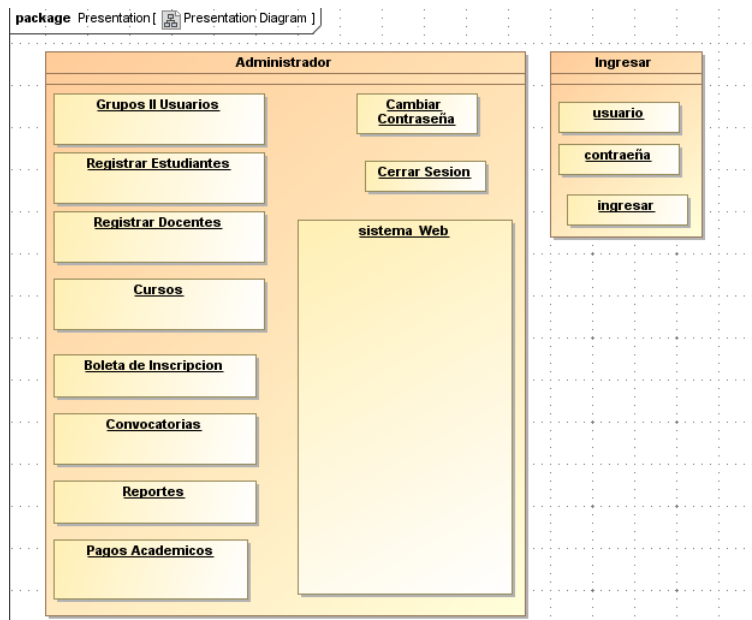 package Presentation [ Presentation Diagram ]
Administrador
Grupos II Usuarios
Registrar Estudiantes
Registrar Docentes
Cursos
Boleta de Inscripcion
Convocatorias
Reportes
Pagos Academicos
Cambiar
Contraseña
Cerrar Sesion
sistema Web
Ingresar
usuario
contraeña
ingresar